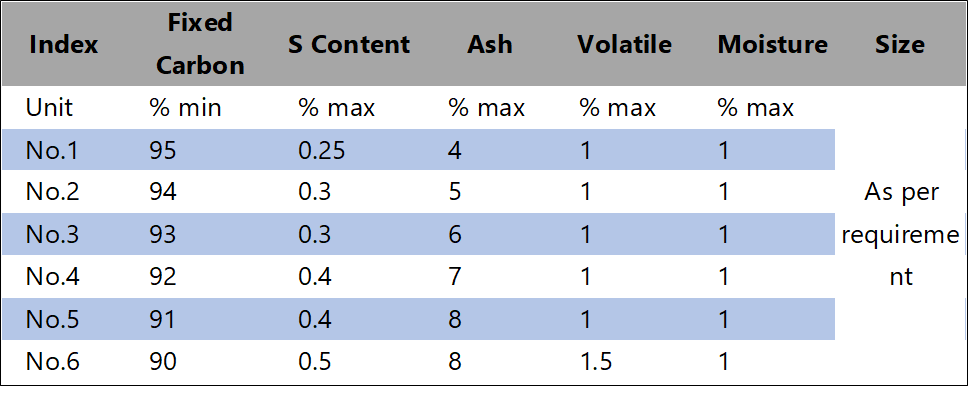 Index Fixed Carbon S Content Ash Volatile Moisture Size
Unit % min % max % max % max % max
No.1 95 0.25 4 1 1
No.2 94 0.3 5 1 1
No.3 93 0.3 6 1 1
No.4 92 0.4 7 1 1
No.5 91 0.4 8 1 1
No.6 90 0.5 8 1.5 1
As per
requireme
nt